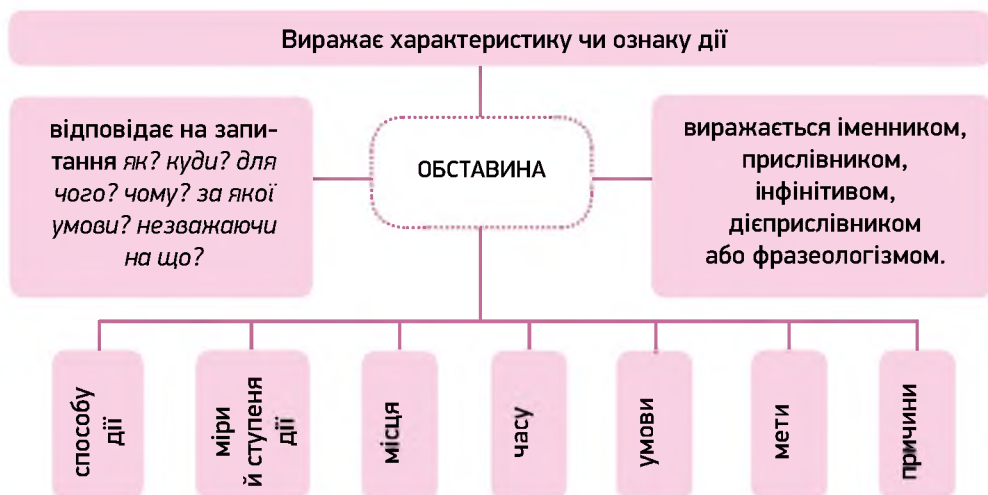 Виражає характеристику чи ознаку дії
відповідає на запи-
тання як? куди? для
чого? чому? за якої
умови? незважаючи
на що?
ОБСТАВИНА
виражається іменником,
прислівником,
інфінітивом,
дієприслівником
або фразеологізмом.
способу
дії
міри
й ступеня
дії
місця
часу
умови
мети
причини